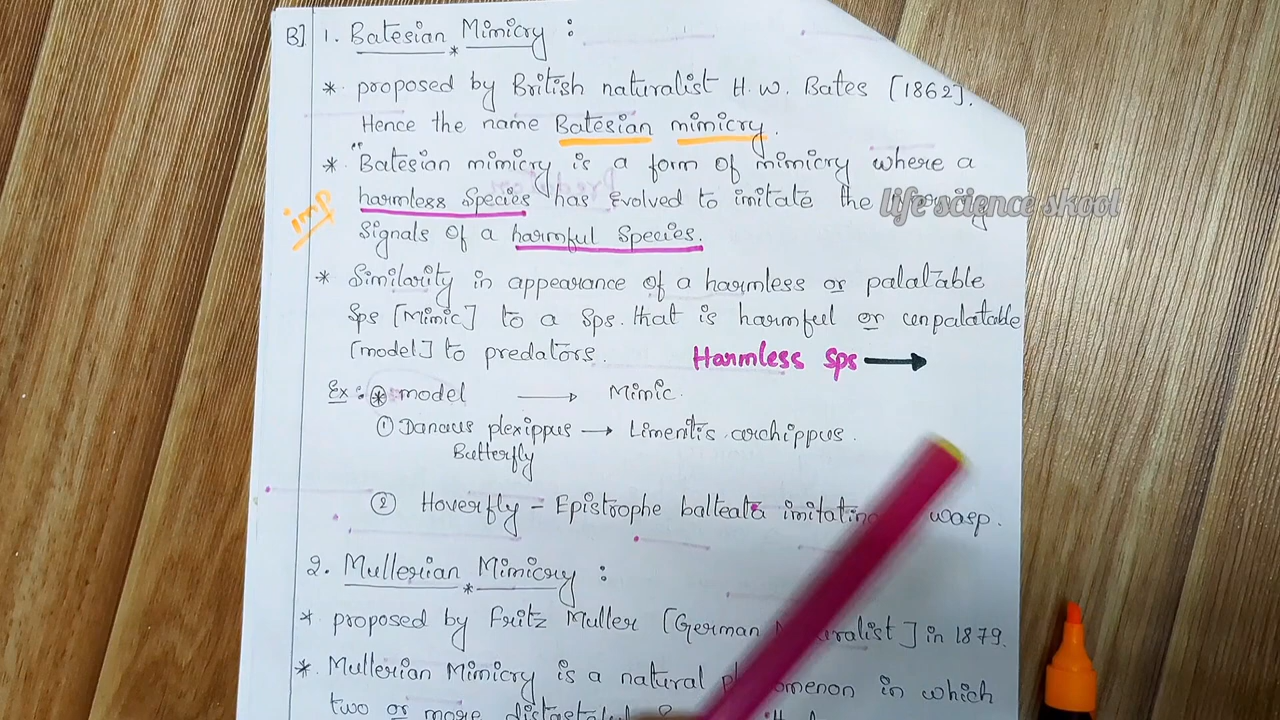 B] 1. Batesian Mimicry :
* proposed by British naturalist H.W. Bates [1862].
Hence the name Batesian mimicry.
* "Batesian mimicry is a form of mimicry where a
imp
harmless Species has evolved to imitate the
life science skool
Signals of a harmful Species.
* Similarity in appearance of a harmless or palatable
Sps [Mimic] to a Sps. that is harmful or unpalatable
[model] to predators.
Harmless Sps →
Ex : * model → Mimic.
① Danaus plexippus → Limenitis archippus.
Butterfly
② Hoverfly - Epistrophe balteata imitating wasp.
2. Mullerian Mimicry :
* proposed by Fritz Muller [German Naturalist] in 1879.
* Mullerian Mimicry is a natural phenomenon in which
two or more